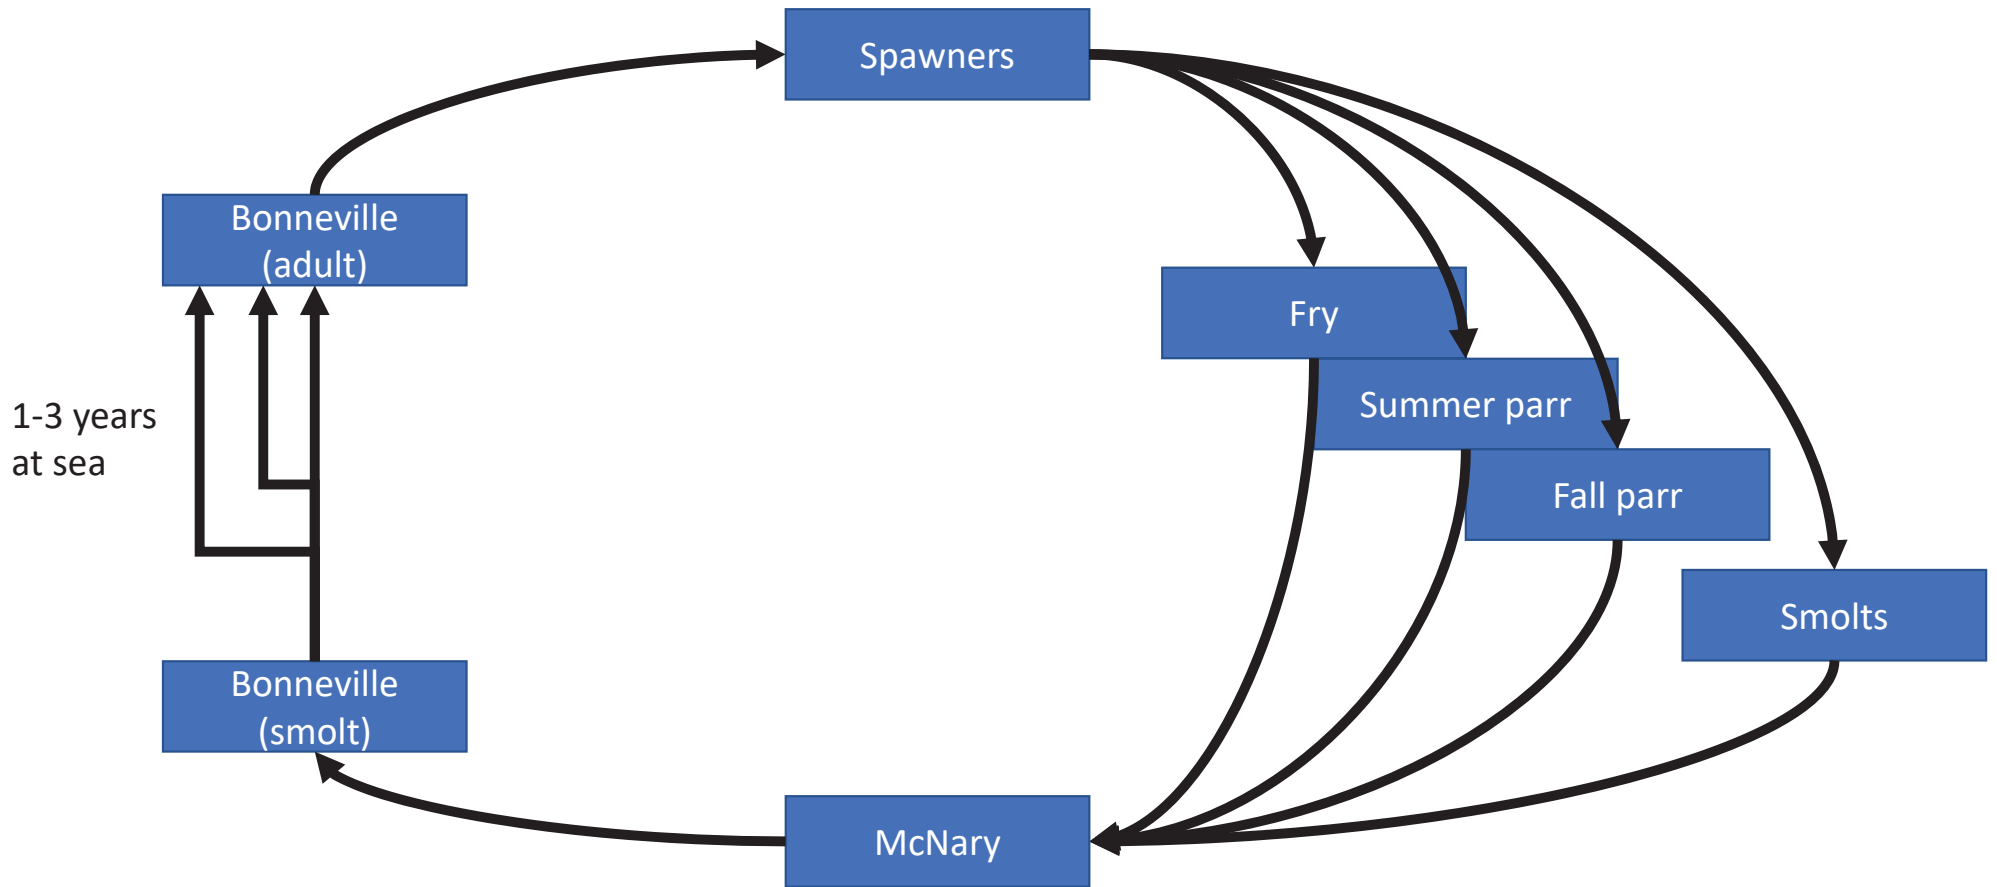 Spawners
Bonneville
(adult)
Fry
Summer parr
1-3 years
at sea
Fall parr
Smolts
Bonneville
(smolt)
McNary